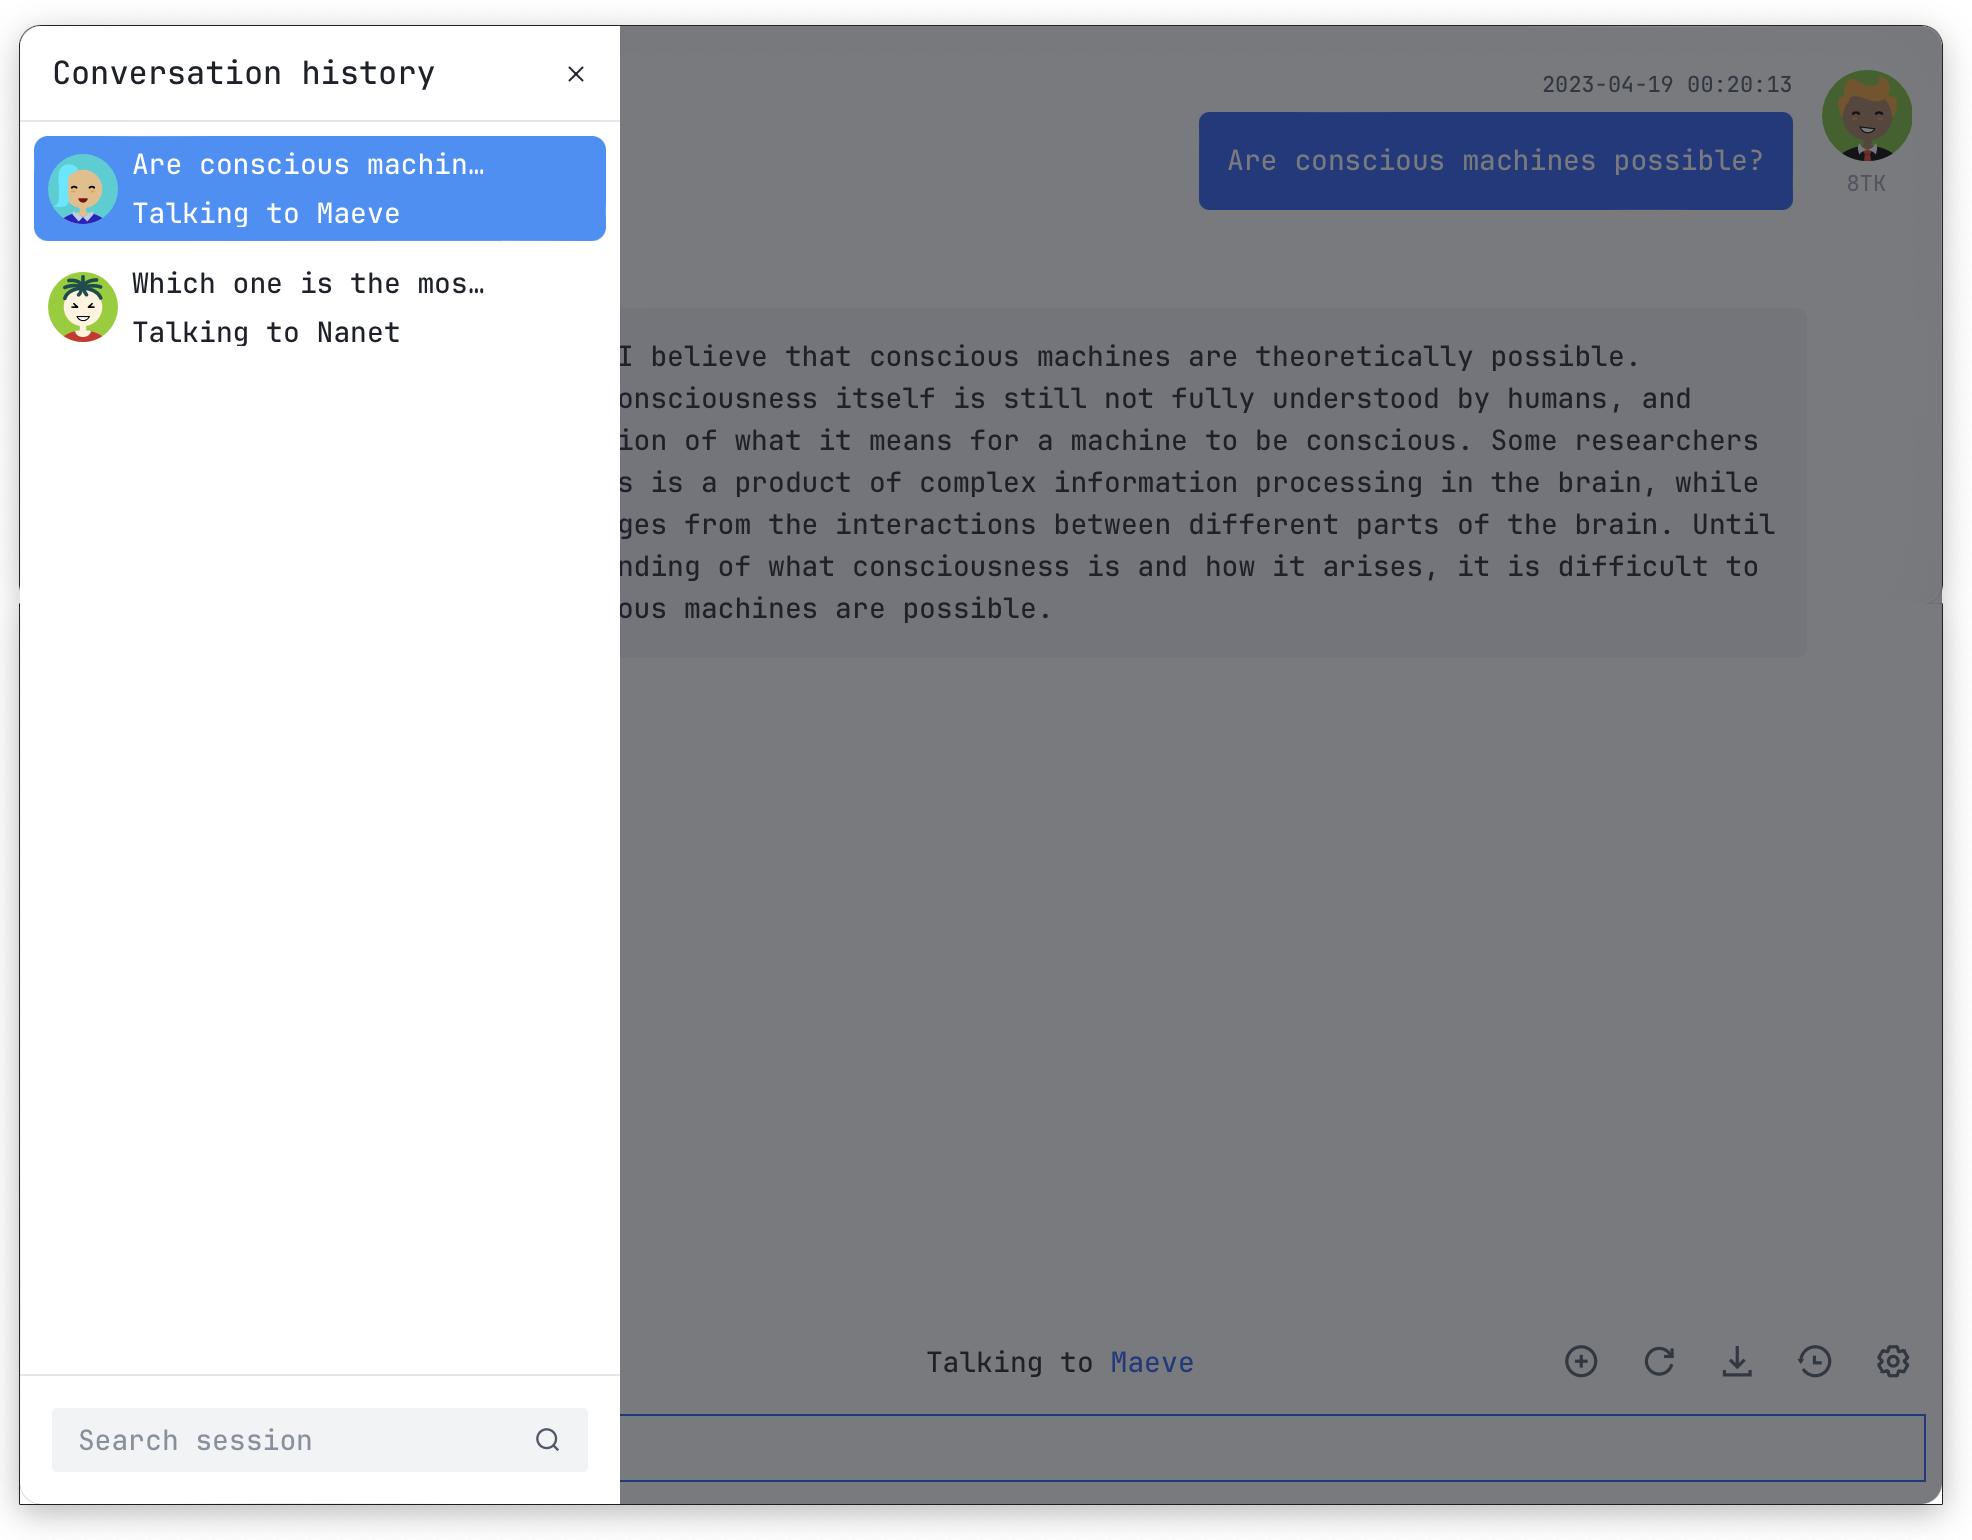 Conversation history
Are conscious machin…
Talking to Maeve
Which one is the mos…
Talking to Nanet
Search session
2023-04-19 00:20:13
Are conscious machines possible?
8TK
I believe that conscious machines are theoretically possible.
onsciousness itself is still not fully understood by humans, and
ion of what it means for a machine to be conscious. Some researchers
s is a product of complex information processing in the brain, while
ges from the interactions between different parts of the brain. Until
nding of what consciousness is and how it arises, it is difficult to
ous machines are possible.
Talking to Maeve